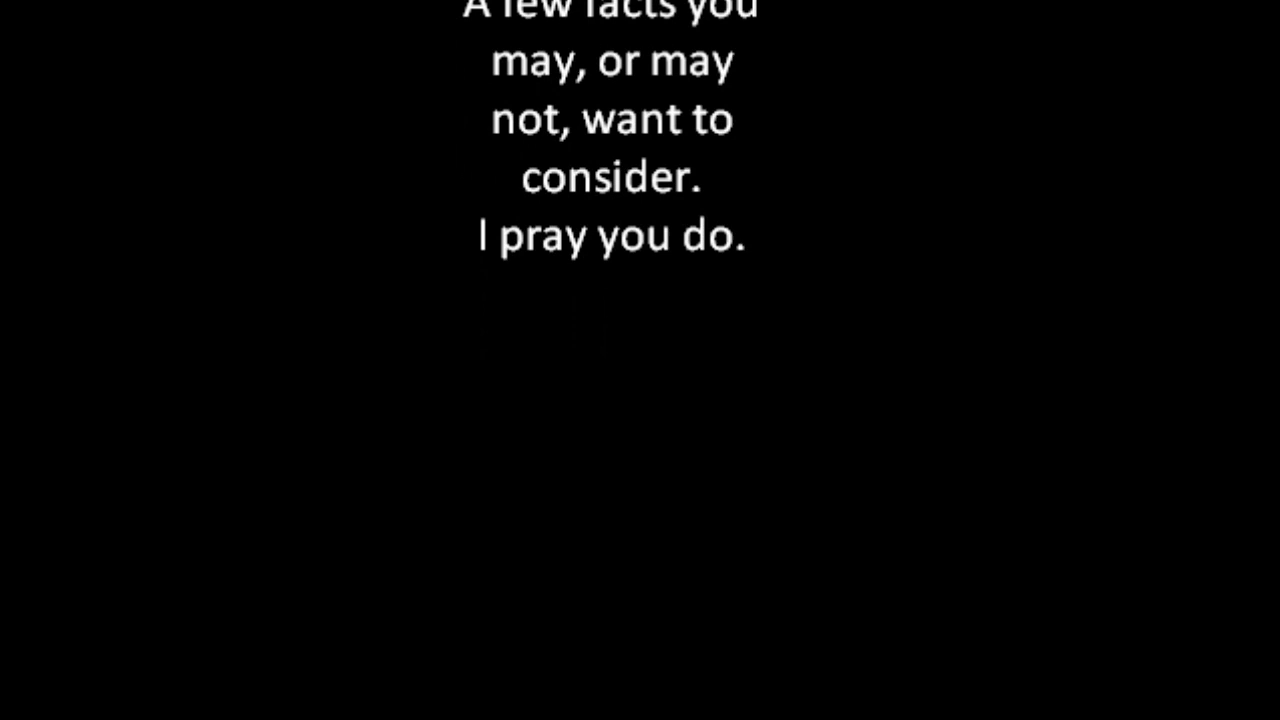 A few facts you
may, or may
not, want to
consider.
I pray you do.